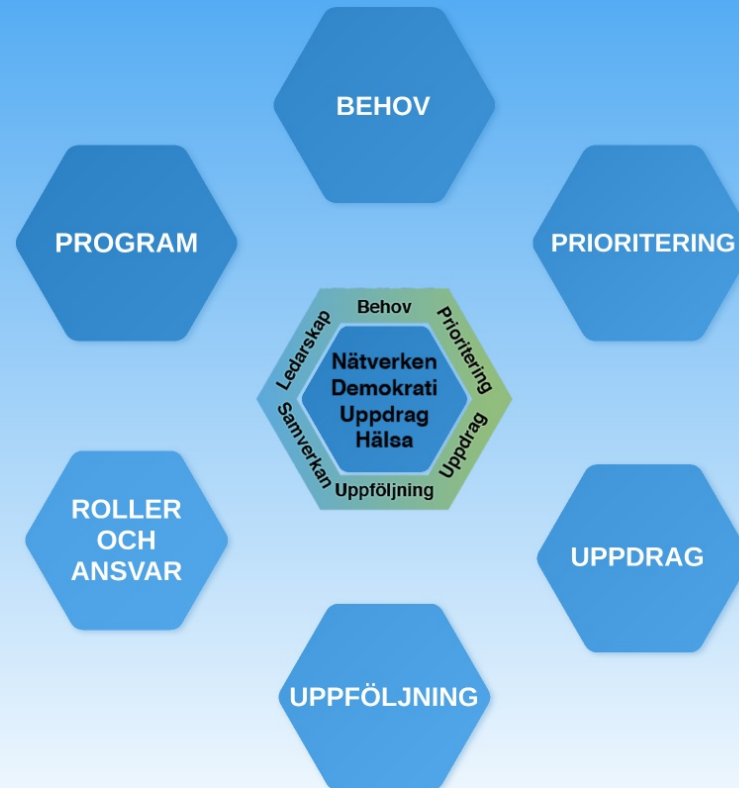 BEHOV
PROGRAM
PRIORITERING
Behov
Prioritering
Ledarskap
Nätverken
Demokrati
Uppdrag
Hälsa
Samverkan
Uppdrag
Uppföljning
ROLLER
OCH
ANSVAR
UPPDRAG
UPPFÖLJNING